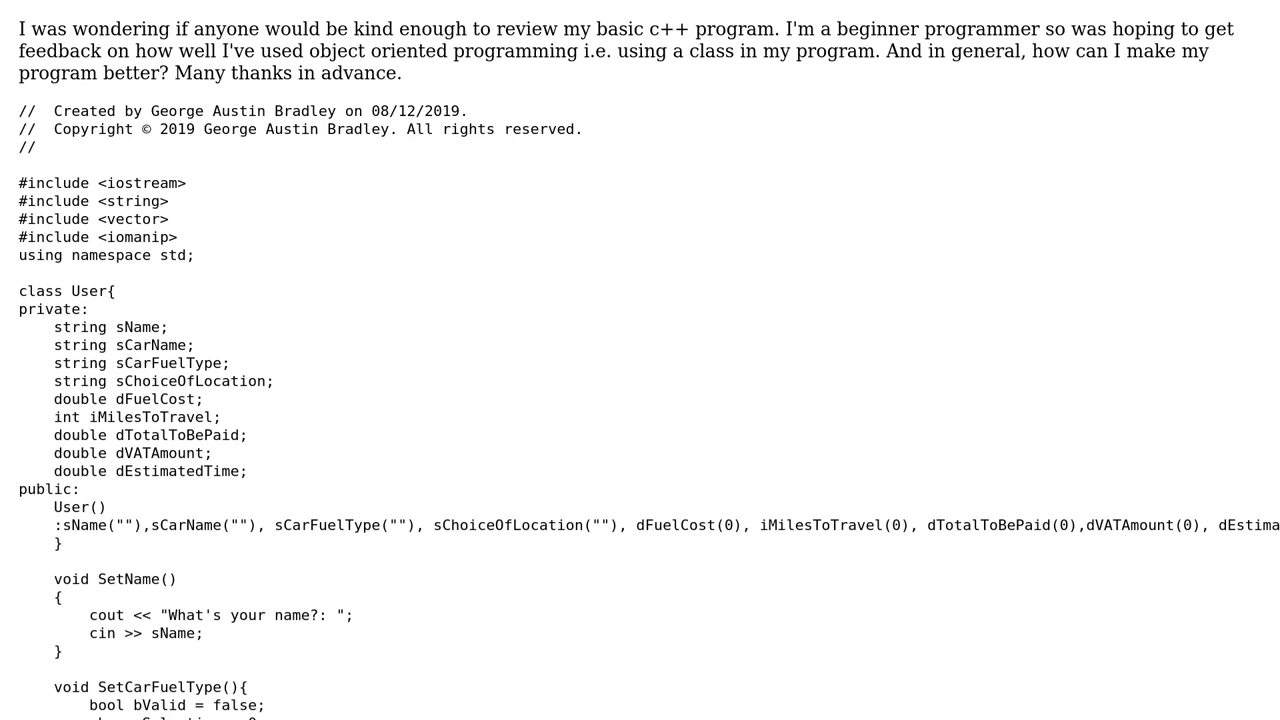 I was wondering if anyone would be kind enough to review my basic c++ program. I'm a beginner programmer so was hoping to get
feedback on how well I've used object oriented programming i.e. using a class in my program. And in general, how can I make my
program better? Many thanks in advance.
//  Created by George Austin Bradley on 08/12/2019.
//  Copyright © 2019 George Austin Bradley. All rights reserved.
//
#include <iostream>
#include <string>
#include <vector>
#include <iomanip>
using namespace std;
class User{
private:
    string sName;
    string sCarName;
    string sCarFuelType;
    string sChoiceOfLocation;
    double dFuelCost;
    int iMilesToTravel;
    double dTotalToBePaid;
    double dVATAmount;
    double dEstimatedTime;
public:
    User()
    :sName(""),sCarName(""), sCarFuelType(""), sChoiceOfLocation(""), dFuelCost(0), iMilesToTravel(0), dTotalToBePaid(0),dVATAmount(0), dEstima
    }
    void SetName()
    {
        cout << "What's your name?: ";
        cin >> sName;
    }
    void SetCarFuelType(){
        bool bValid = false;